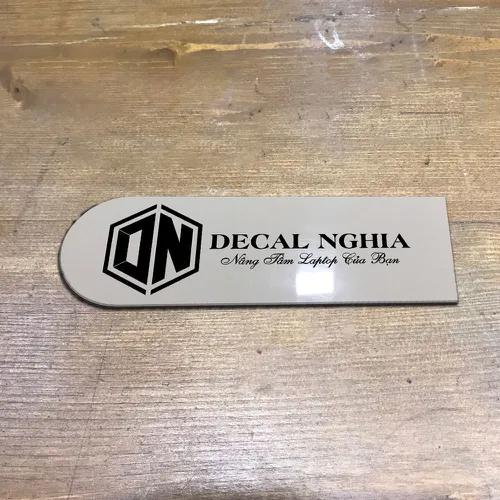 DN
DECAL NGHIA
Nâng Tầm Laptop Của Bạn